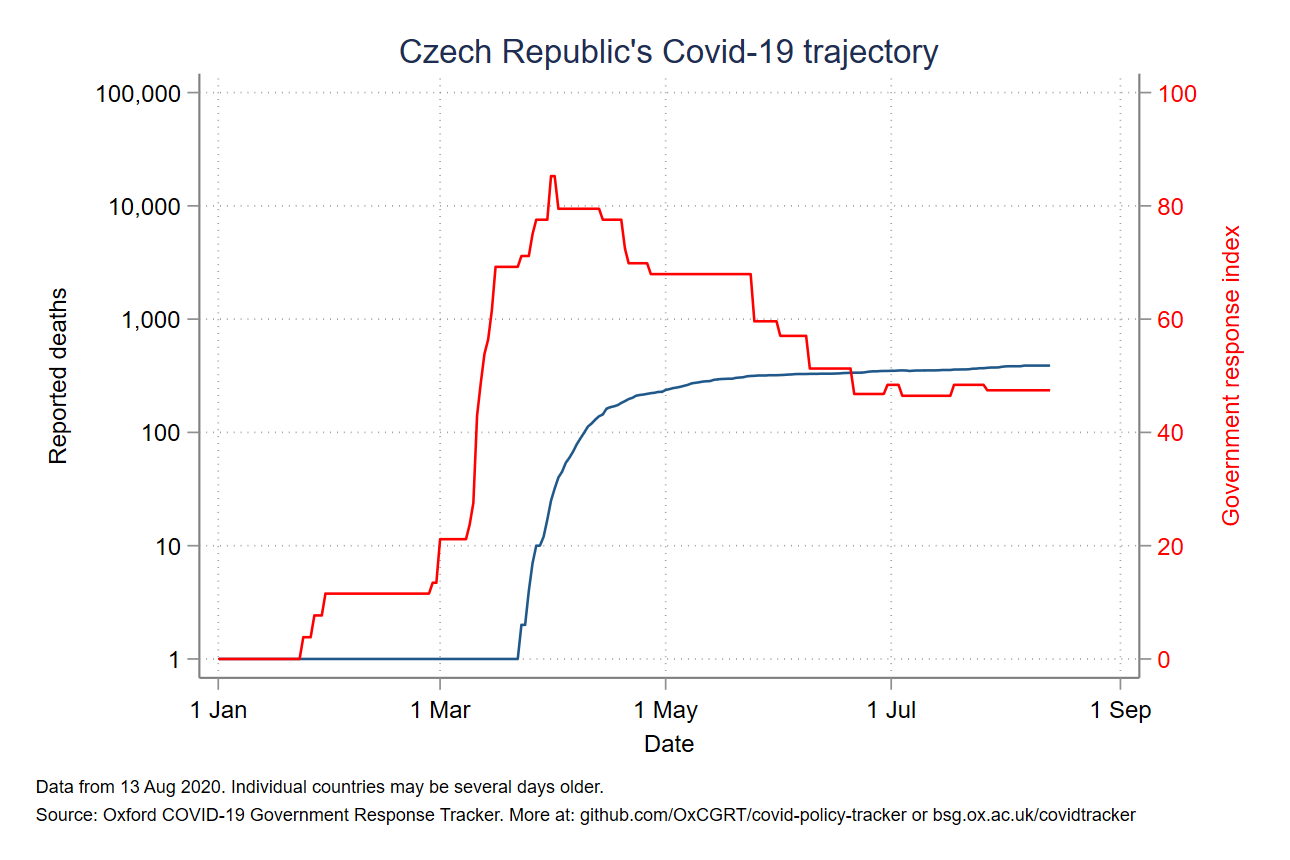 Czech Republic's Covid-19 trajectory
100,000
10,000
1,000
100
10
1
Reported deaths
100
80
60
40
20
0
Government response index
1 Jan
1 Mar
1 May
1 Jul
1 Sep
Date
Data from 13 Aug 2020. Individual countries may be several days older.
Source: Oxford COVID-19 Government Response Tracker. More at: github.com/OxCGRT/covid-policy-tracker or bsg.ox.ac.uk/covidtracker